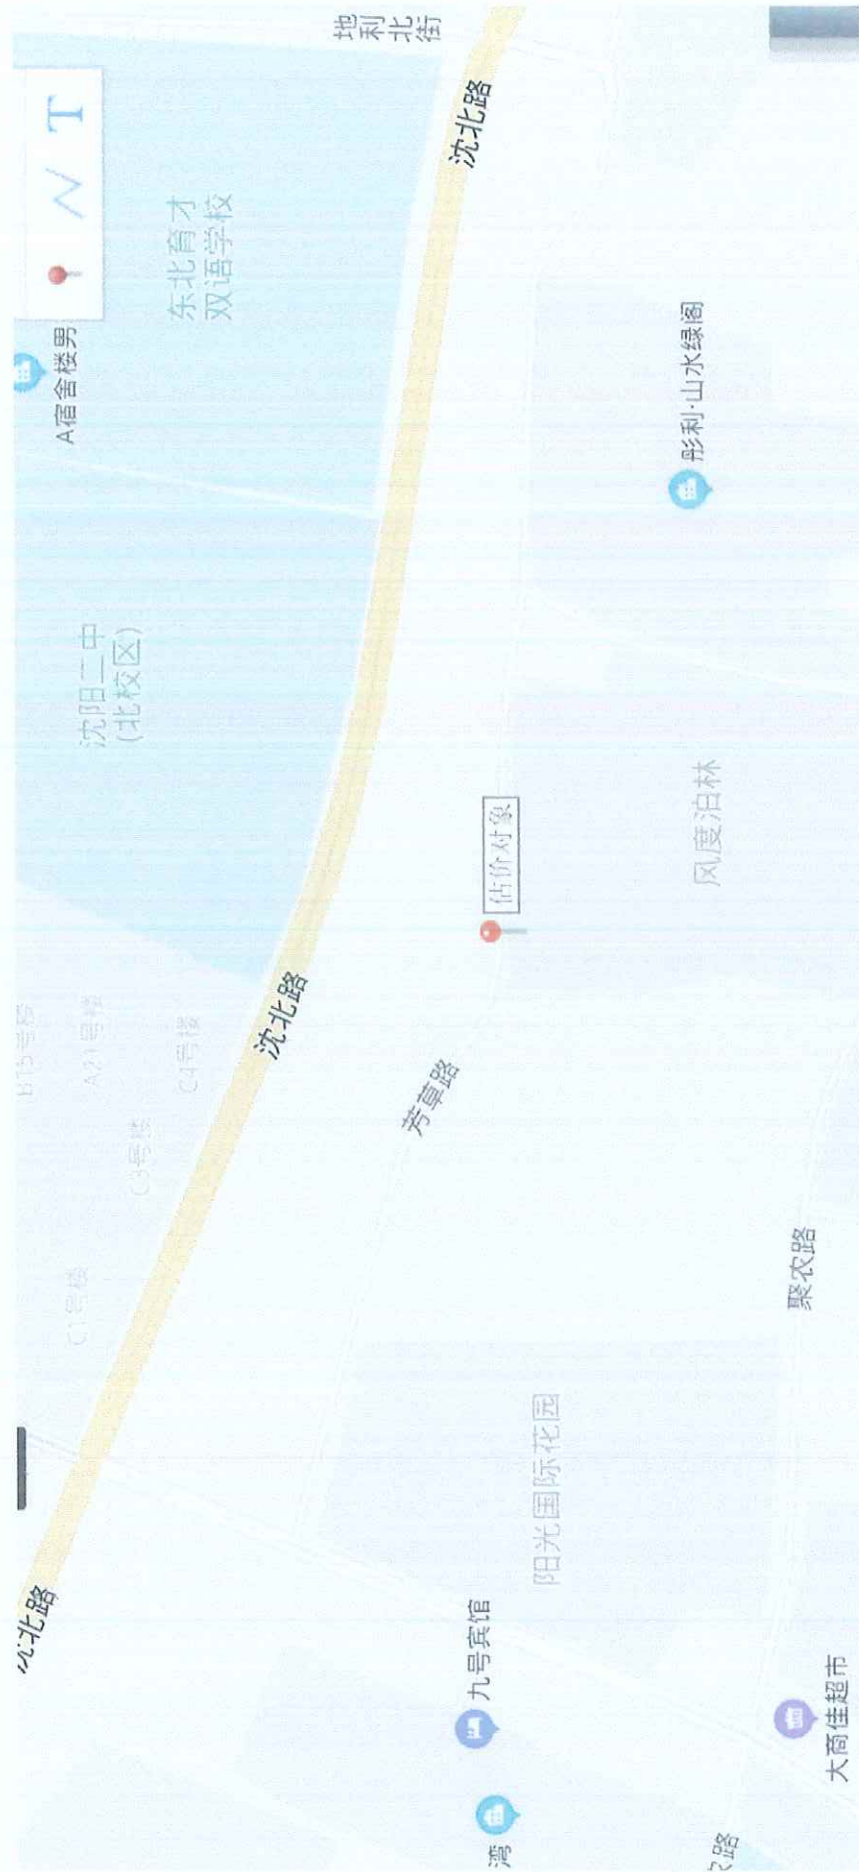 沈北路
A宿舍楼男
T
C1号楼
A21号楼
沈阳二中
(北校区)
C3号楼
C4号楼
东北育才
双语学校
沈北路
地利北街
芳草路
沈北路
九号宾馆
估价对象
湾
阳光国际花园
彤利·山水绿阁
风度泊林
路
聚农路
大商佳超市